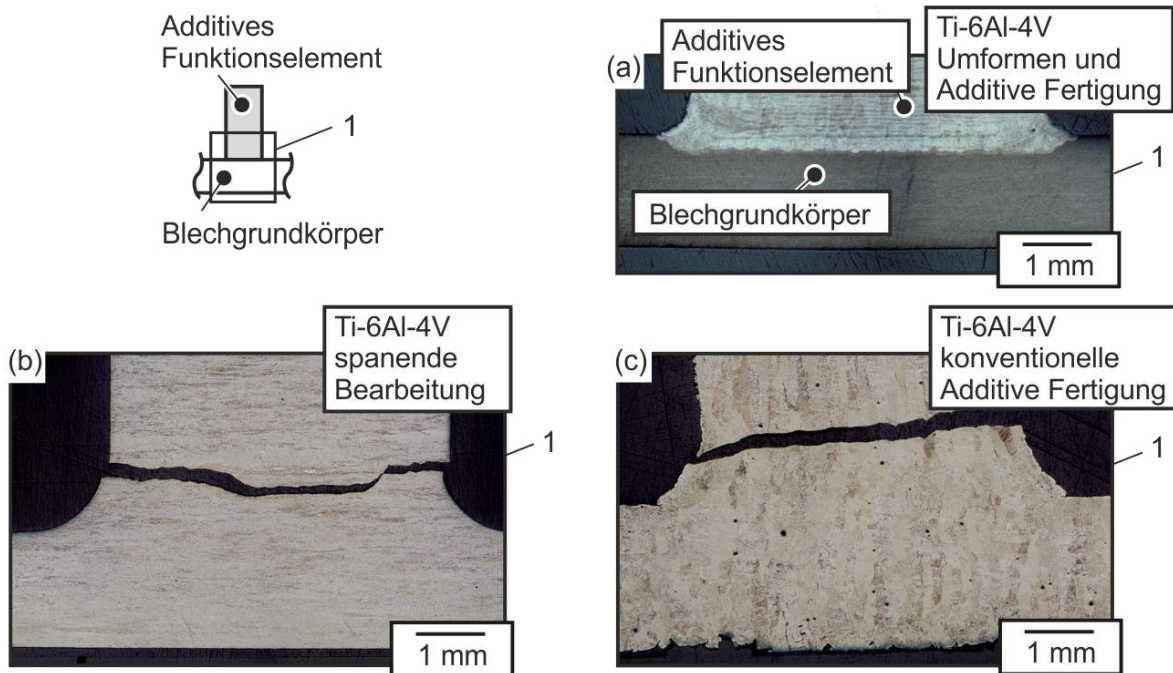 Additives
Funktionselement
1
Blechgrundkörper
(a)
Additives
Funktionselement
Ti-6Al-4V
Umformen und
Additive Fertigung
1
Blechgrundkörper
1 mm
(b)
Ti-6Al-4V
spanende
Bearbeitung
1
1 mm
(c)
Ti-6Al-4V
konventionelle
Additive Fertigung
1
1 mm